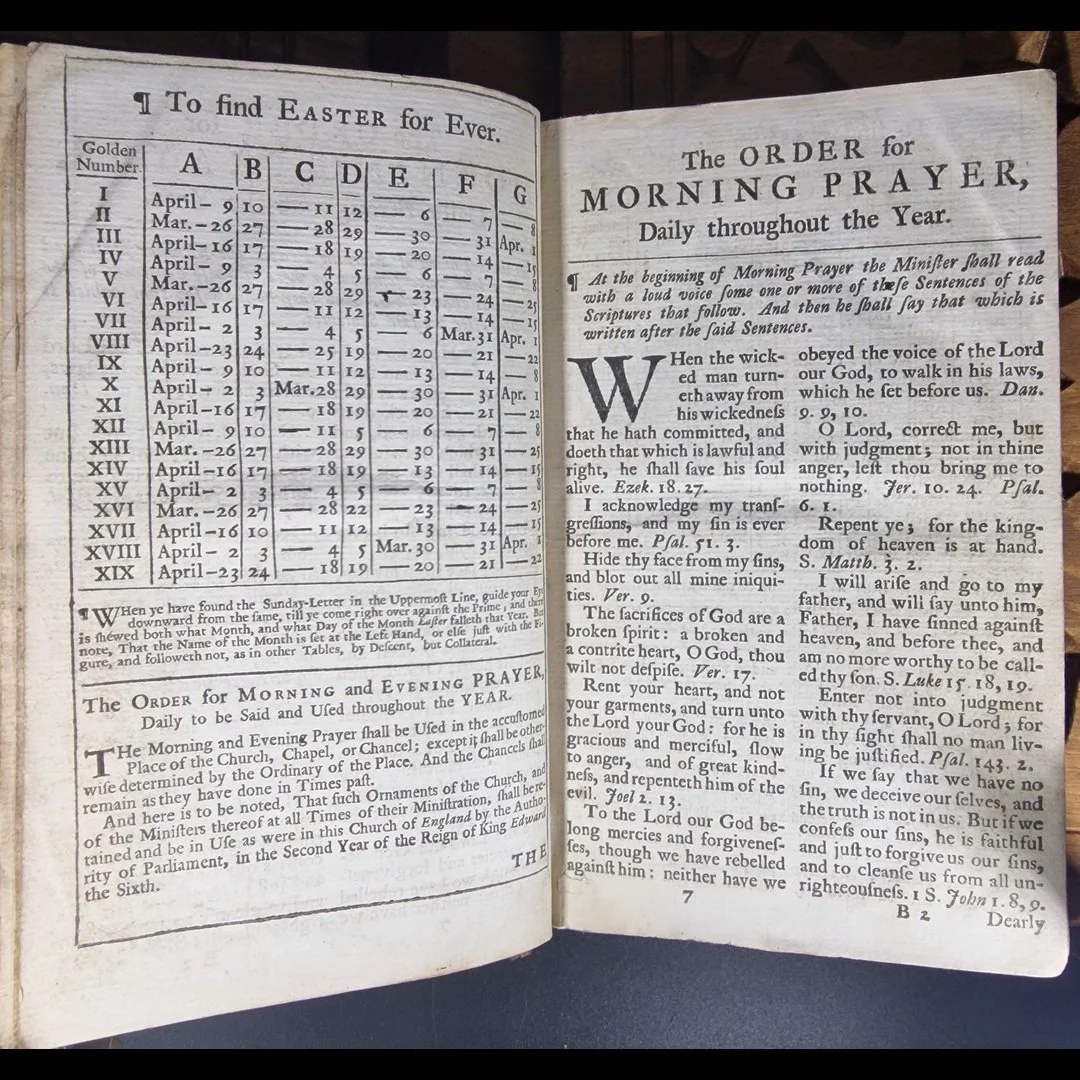 ¶ To find EASTER for Ever.
Golden Number. A B C D E F G
I April– 9 10 — 11 12 — 6 — 7 — 8
II Mar.–26 27 — 28 29 — 30 — 31 Apr. 1
III April–16 17 — 18 19 — 20 — 14 — 15
IV April– 9 3 — 4 5 — 6 — 7 — 8
V Mar.–26 27 — 28 29 — 23 — 24 — 25
VI April–16 17 — 11 12 — 13 — 14 — 15
VII April– 2 3 — 4 5 — 6 Mar.31 Apr. 1
VIII April–23 24 — 25 19 — 20 — 21 — 22
IX April– 9 10 — 11 12 — 13 — 14 — 8
X April– 2 3 Mar.28 29 — 30 — 31 Apr. 1
XI April–16 17 — 18 19 — 20 — 21 — 22
XII April– 9 10 — 11 5 — 6 — 7 — 8
XIII Mar.–26 27 — 28 29 — 30 — 31 — 25
XIV April–16 17 — 18 19 — 13 — 14 — 15
XV April– 2 3 — 4 5 — 6 — 7 — 8
XVI Mar.–26 27 — 28 22 — 23 — 24 — 25
XVII April–16 10 — 11 12 — 13 — 14 — 15
XVIII April– 2 3 — 4 5 Mar.30 — 31 Apr. 1
XIX April–23 24 — 18 19 — 20 — 21 — 22
¶ WHen ye have found the Sunday-Letter in the Uppermoſt Line, guide your Eye
downward from the ſame, till ye come right over againſt the Prime; and there
is ſhewed both what Month, and what Day of the Month Eaſter falleth that Year. But
note, That the Name of the Month is ſet at the Left Hand, or elſe juſt with the Fi-
gure, and followeth not, as in other Tables, by Deſcent, but Collateral.
The ORDER for MORNING and EVENING PRAYER,
Daily to be Said and Uſed throughout the YEAR.
THe Morning and Evening Prayer ſhall be Uſed in the accuſtomed
Place of the Church, Chapel, or Chancel; except it ſhall be other-
wiſe determined by the Ordinary of the Place. And the Chancels ſhall
remain as they have done in Times paſt.
And here is to be noted, That ſuch Ornaments of the Church, and
of the Miniſters thereof at all Times of their Miniſtration, ſhall be re-
tained and be in Uſe as were in this Church of England by the Autho-
rity of Parliament, in the Second Year of the Reign of King Edward
the Sixth.
THE
The ORDER for
MORNING PRAYER,
Daily throughout the Year.
¶ At the beginning of Morning Prayer the Miniſter ſhall read
with a loud voice ſome one or more of theſe Sentences of the
Scriptures that follow. And then he ſhall ſay that which is
written after the ſaid Sentences.
WHen the wick-
ed man turn-
eth away from
his wickedneſs
that he hath committed, and
doeth that which is lawful and
right, he ſhall ſave his ſoul
alive. Ezek. 18. 27.
I acknowledge my tranſ-
greſſions, and my ſin is ever
before me. Pſal. 51. 3.
Hide thy face from my ſins,
and blot out all mine iniqui-
ties. Ver. 9.
The ſacrifices of God are a
broken ſpirit: a broken and
a contrite heart, O God, thou
wilt not deſpiſe. Ver. 17.
Rent your heart, and not
your garments, and turn unto
the Lord your God: for he is
gracious and merciful, ſlow
to anger, and of great kind-
neſs, and repenteth him of the
evil. Joel 2. 13.
To the Lord our God be-
long mercies and forgiveneſ-
ſes, though we have rebelled
againſt him: neither have we
7
obeyed the voice of the Lord
our God, to walk in his laws,
which he ſet before us. Dan.
9. 9, 10.
O Lord, correct me, but
with judgment; not in thine
anger, leſt thou bring me to
nothing. Jer. 10. 24. Pſal.
6. 1.
Repent ye; for the king-
dom of heaven is at hand.
S. Matth. 3. 2.
I will ariſe and go to my
father, and will ſay unto him,
Father, I have ſinned againſt
heaven, and before thee, and
am no more worthy to be call-
ed thy ſon. S. Luke 15. 18, 19.
Enter not into judgment
with thy ſervant, O Lord; for
in thy ſight ſhall no man liv-
ing be juſtified. Pſal. 143. 2.
If we ſay that we have no
ſin, we deceive our ſelves, and
the truth is not in us. But if we
confeſs our ſins, he is faithful
and juſt to forgive us our ſins,
and to cleanſe us from all un-
righteouſneſs. 1 S. John 1. 8, 9.
B 2 Dearly